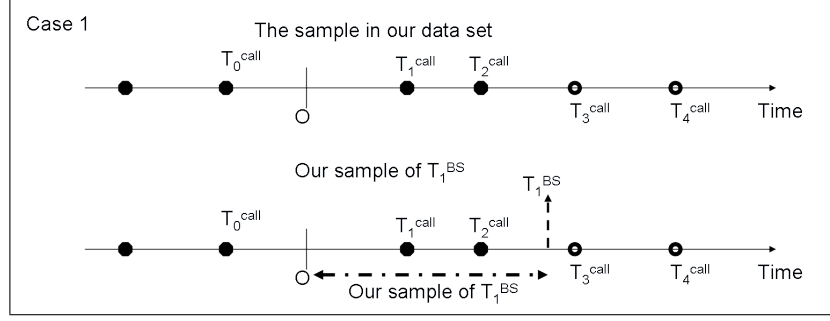 Case 1
The sample in our data set
T₀ᶜᵃˡˡ T₁ᶜᵃˡˡ T₂ᶜᵃˡˡ
O T₃ᶜᵃˡˡ T₄ᶜᵃˡˡ Time
Our sample of T₁ᴮˢ
T₁ᴮˢ
T₀ᶜᵃˡˡ T₁ᶜᵃˡˡ T₂ᶜᵃˡˡ
O T₃ᶜᵃˡˡ T₄ᶜᵃˡˡ Time
Our sample of T₁ᴮˢ